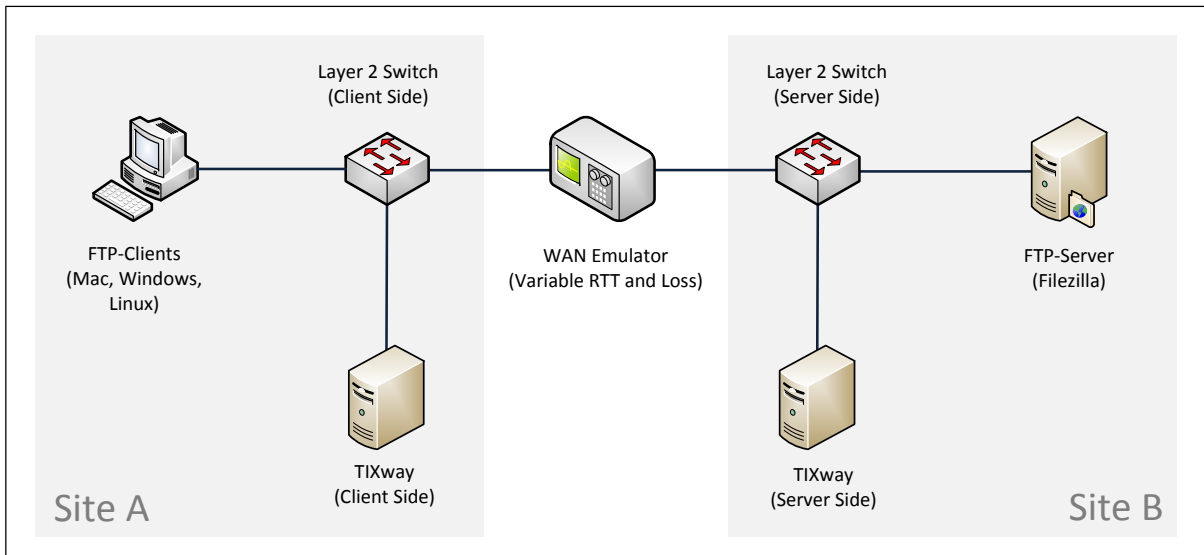 Layer 2 Switch
(Client Side)
Layer 2 Switch
(Server Side)
FTP-Clients
(Mac, Windows,
Linux)
WAN Emulator
(Variable RTT and Loss)
FTP-Server
(Filezilla)
TIXway
(Client Side)
TIXway
(Server Side)
Site A
Site B